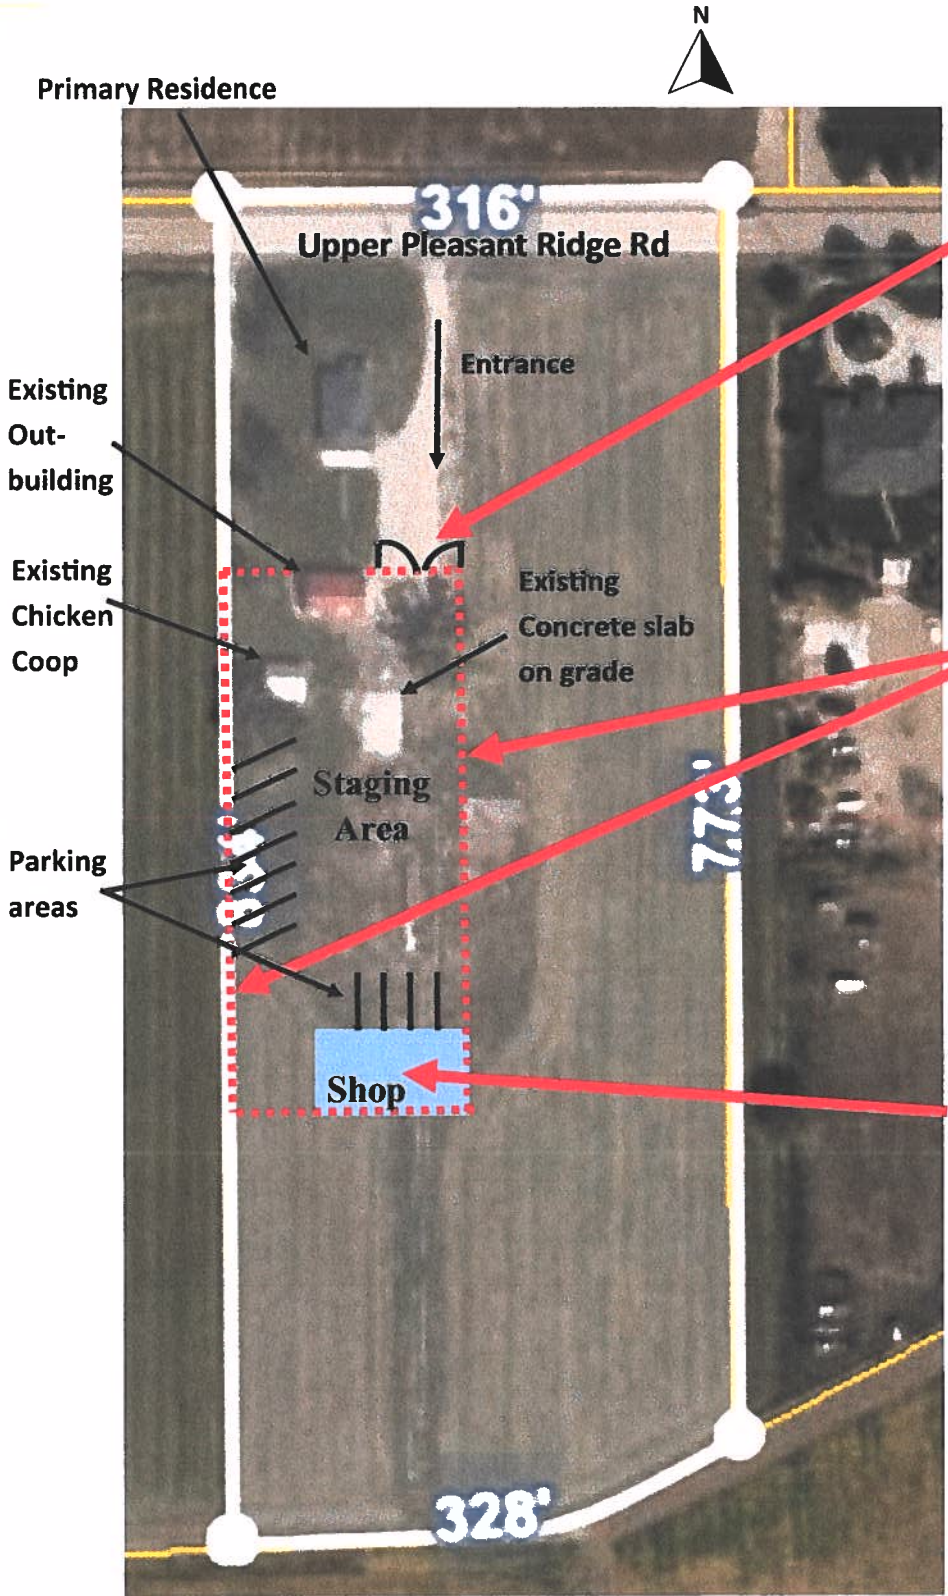 N
Primary Residence
316'
Upper Pleasant Ridge Rd
Entrance
Existing
Out-
building
Existing
Chicken
Coop
Existing
Concrete slab
on grade
Staging
Area
773'
Parking
areas
Shop
328'